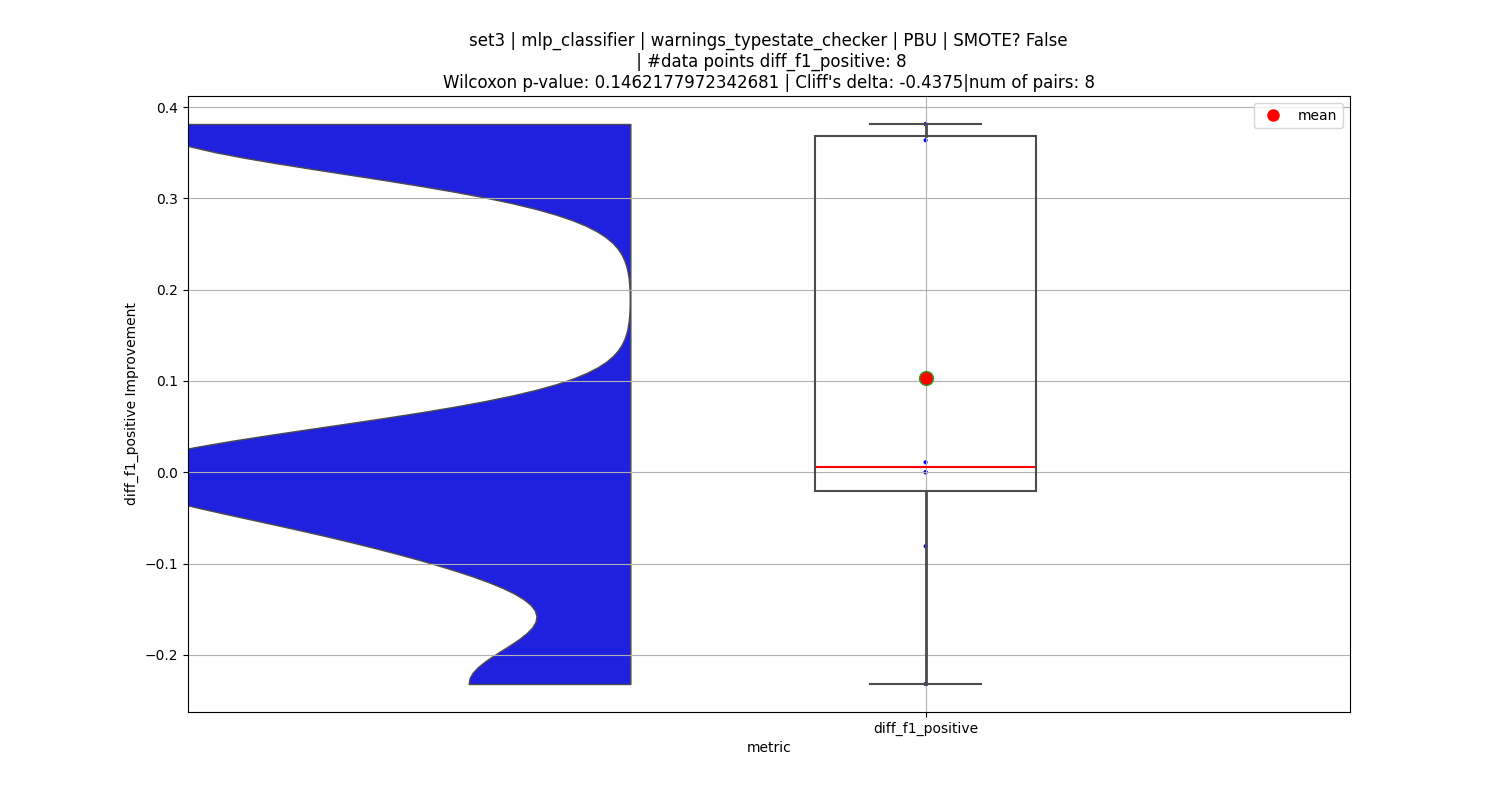 set3 | mlp_classifier | warnings_typestate_checker | PBU | SMOTE? False
| #data points diff_f1_positive: 8
Wilcoxon p-value: 0.1462177972342681 | Cliff's delta: -0.4375|num of pairs: 8
mean
diff_f1_positive Improvement
0.4
0.3
0.2
0.1
0.0
−0.1
−0.2
diff_f1_positive
metric